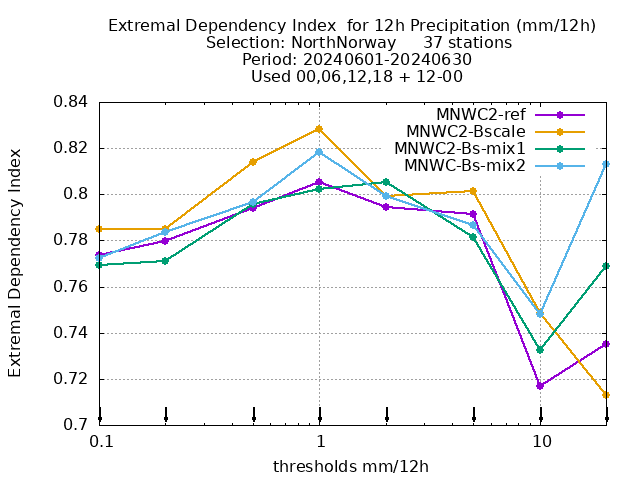 Extremal Dependency Index  for 12h Precipitation (mm/12h)
Selection: NorthNorway     37 stations
Period: 20240601-20240630
Used 00,06,12,18 + 12-00
MNWC2-ref
MNWC2-Bscale
MNWC2-Bs-mix1
MNWC-Bs-mix2
0.84
0.82
0.8
0.78
0.76
0.74
0.72
0.7
Extremal Dependency Index
0.1 1 10
thresholds mm/12h